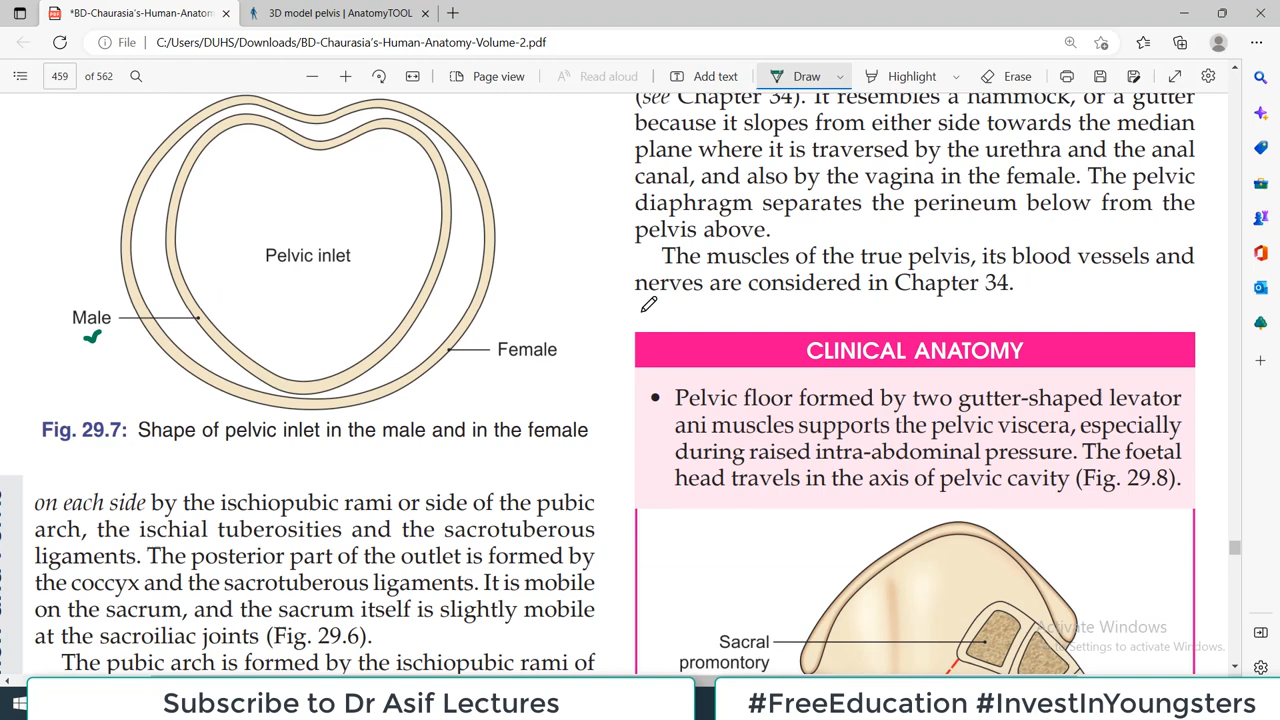 *BD-Chaurasia's-Human-Anatom
3D model pelvis | AnatomyTOOL
File
C:/Users/DUHS/Downloads/BD-Chaurasia's-Human-Anatomy-Volume-2.pdf
459 of 562
Page view
Read aloud
Add text
Draw
Highlight
Erase
Pelvic inlet
Male
Female
Fig. 29.7: Shape of pelvic inlet in the male and in the female
on each side by the ischiopubic rami or side of the pubic
arch, the ischial tuberosities and the sacrotuberous
ligaments. The posterior part of the outlet is formed by
the coccyx and the sacrotuberous ligaments. It is mobile
on the sacrum, and the sacrum itself is slightly mobile
at the sacroiliac joints (Fig. 29.6).
The pubic arch is formed by the ischiopubic rami of
(see Chapter 34). It resembles a hammock, or a gutter
because it slopes from either side towards the median
plane where it is traversed by the urethra and the anal
canal, and also by the vagina in the female. The pelvic
diaphragm separates the perineum below from the
pelvis above.
The muscles of the true pelvis, its blood vessels and
nerves are considered in Chapter 34.
CLINICAL ANATOMY
• Pelvic floor formed by two gutter-shaped levator
ani muscles supports the pelvic viscera, especially
during raised intra-abdominal pressure. The foetal
head travels in the axis of pelvic cavity (Fig. 29.8).
Sacral
promontory
Activate Windows
to Settings to activate Windows.
Subscribe to Dr Asif Lectures
#FreeEducation #InvestInYoungsters